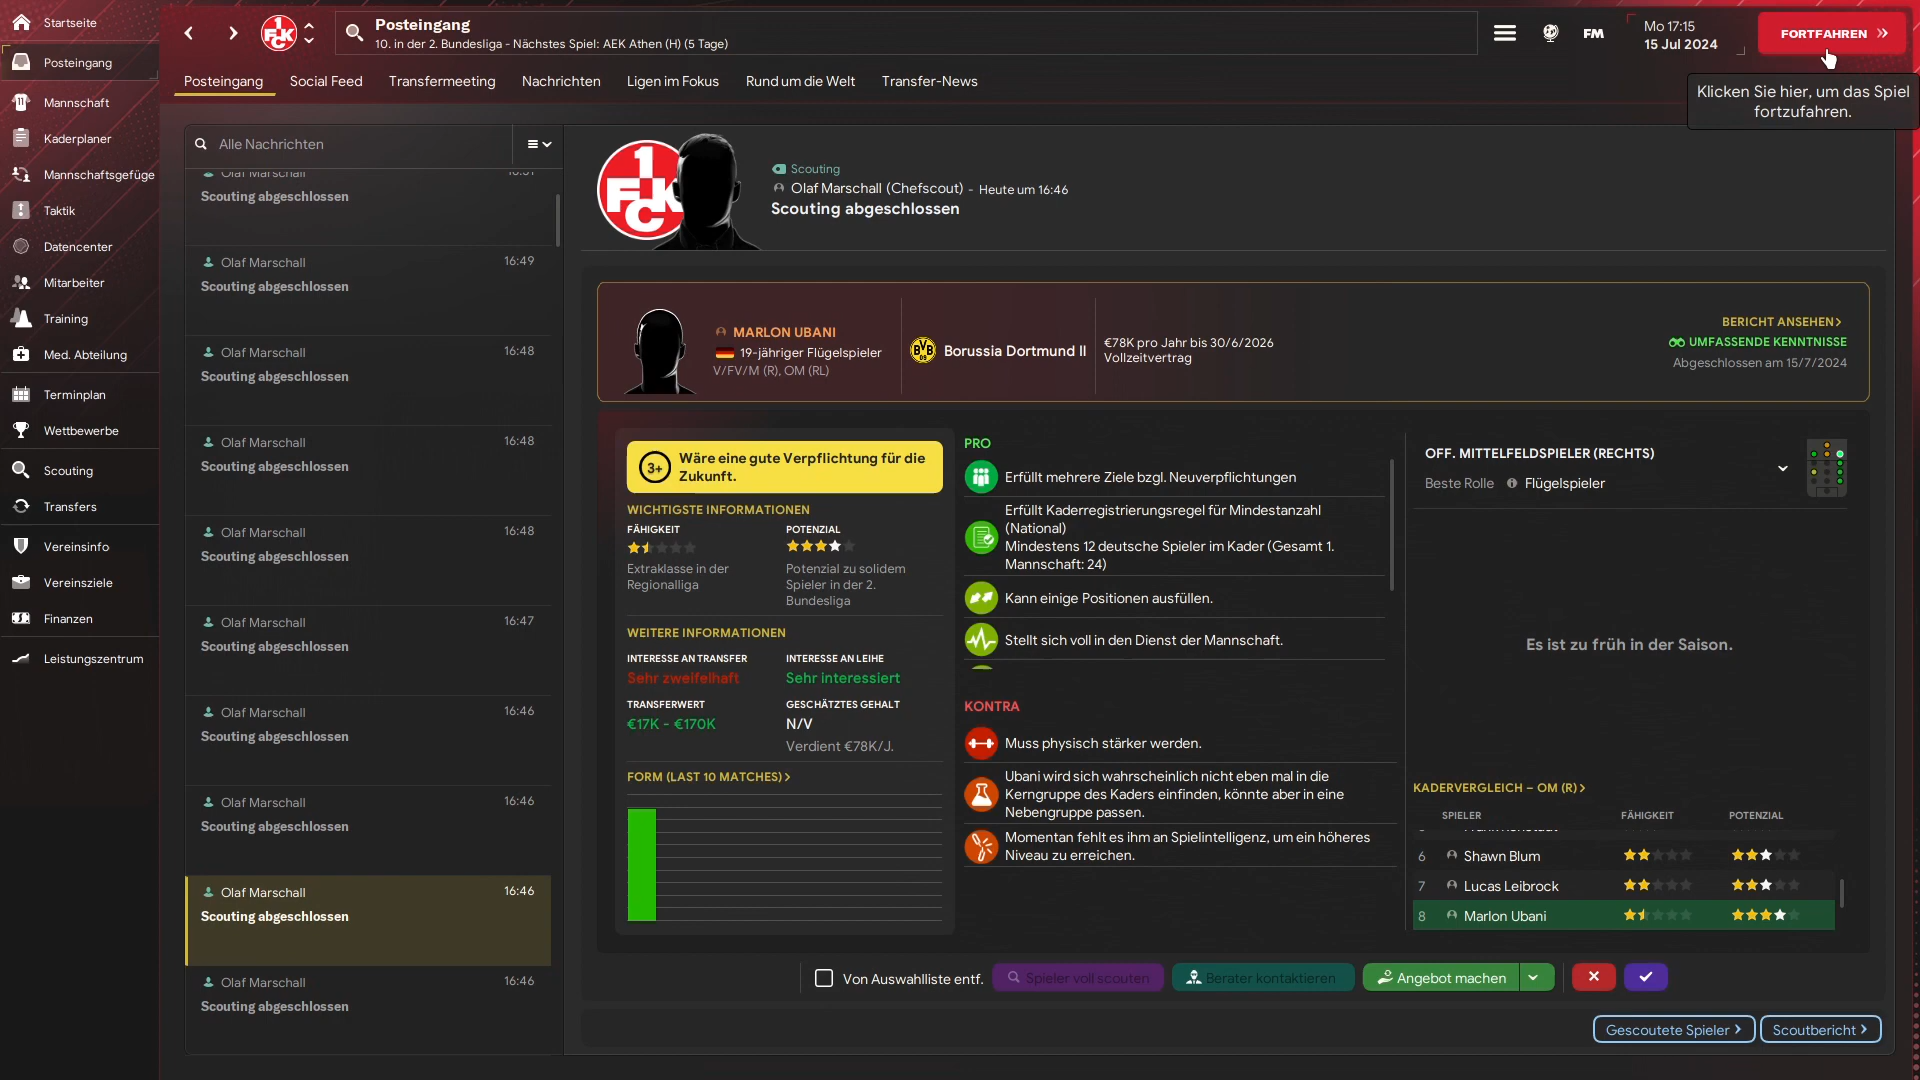 Startseite
Posteingang
Mannschaft
Kaderplaner
Mannschaftsgefüge
Taktik
Datencenter
Mitarbeiter
Training
Med. Abteilung
Terminplan
Wettbewerbe
Scouting
Transfers
Vereinsinfo
Vereinsziele
Finanzen
Leistungszentrum
Posteingang
10. in der 2. Bundesliga - Nächstes Spiel: AEK Athen (H) (5 Tage)
FM
Mo 17:15
15 Jul 2024
FORTFAHREN
Klicken Sie hier, um das Spiel
fortzufahren.
Posteingang
Social Feed
Transfermeeting
Nachrichten
Ligen im Fokus
Rund um die Welt
Transfer-News
Alle Nachrichten
Olaf Marschall
Scouting abgeschlossen
Olaf Marschall 16:49
Scouting abgeschlossen
Olaf Marschall 16:48
Scouting abgeschlossen
Olaf Marschall 16:48
Scouting abgeschlossen
Olaf Marschall 16:48
Scouting abgeschlossen
Olaf Marschall 16:47
Scouting abgeschlossen
Olaf Marschall 16:46
Scouting abgeschlossen
Olaf Marschall 16:46
Scouting abgeschlossen
Olaf Marschall 16:46
Scouting abgeschlossen
Olaf Marschall 16:46
Scouting abgeschlossen
1 FCK
Scouting
Olaf Marschall (Chefscout) - Heute um 16:46
Scouting abgeschlossen
MARLON UBANI
19-jähriger Flügelspieler
V/FV/M (R), OM (RL)
BVB 09
Borussia Dortmund II
€78K pro Jahr bis 30/6/2026
Vollzeitvertrag
BERICHT ANSEHEN>
UMFASSENDE KENNTNISSE
Abgeschlossen am 15/7/2024
3+
Wäre eine gute Verpflichtung für die
Zukunft.
WICHTIGSTE INFORMATIONEN
FÄHIGKEIT
Extraklasse in der
Regionalliga
POTENZIAL
Potenzial zu solidem
Spieler in der 2.
Bundesliga
WEITERE INFORMATIONEN
INTERESSE AN TRANSFER
Sehr zweifelhaft
INTERESSE AN LEIHE
Sehr interessiert
TRANSFERWERT
€17K - €170K
GESCHÄTZTES GEHALT
N/V
Verdient €78K/J.
FORM (LAST 10 MATCHES)>
PRO
Erfüllt mehrere Ziele bzgl. Neuverpflichtungen
Erfüllt Kaderregistrierungsregel für Mindestanzahl
(National)
Mindestens 12 deutsche Spieler im Kader (Gesamt 1.
Mannschaft: 24)
Kann einige Positionen ausfüllen.
Stellt sich voll in den Dienst der Mannschaft.
KONTRA
Muss physisch stärker werden.
Ubani wird sich wahrscheinlich nicht eben mal in die
Kerngruppe des Kaders einfinden, könnte aber in eine
Nebengruppe passen.
Momentan fehlt es ihm an Spielintelligenz, um ein höheres
Niveau zu erreichen.
OFF. MITTELFELDSPIELER (RECHTS)
Beste Rolle Flügelspieler
Es ist zu früh in der Saison.
KADERVERGLEICH – OM (R)>
SPIELER FÄHIGKEIT POTENZIAL
6 Shawn Blum
7 Lucas Leibrock
8 Marlon Ubani
Von Auswahlliste entf.
Spieler voll scouten
Berater kontaktieren
Angebot machen
Gescoutete Spieler >
Scoutbericht >